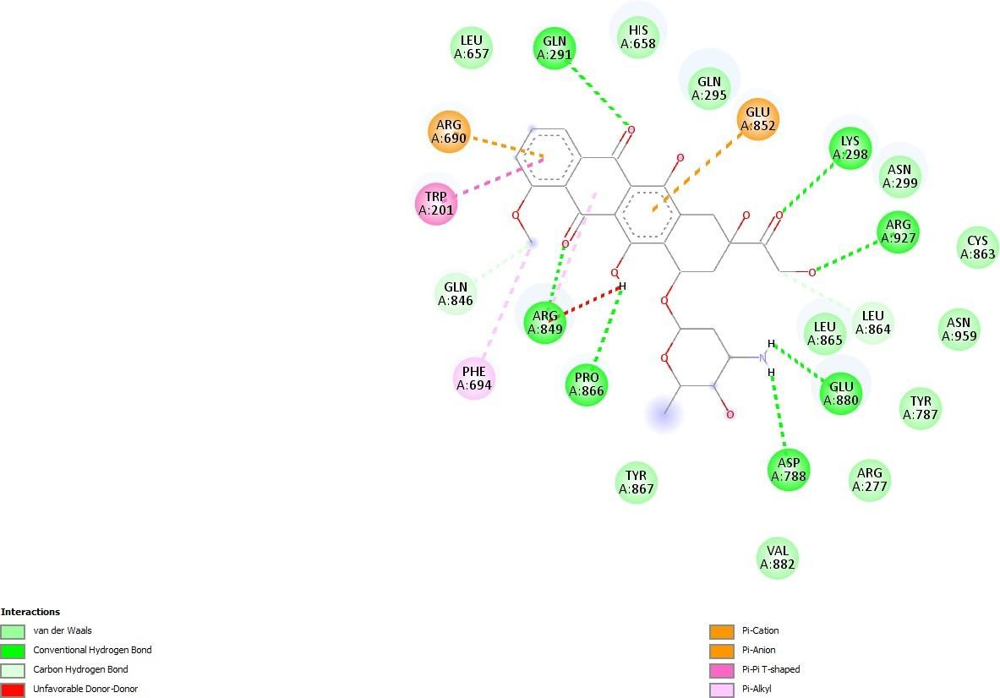 LEU
A:657
GLN
A:291
HIS
A:658
GLN
A:295
GLU
A:852
ARG
A:690
LYS
A:298
ASN
A:299
TRP
A:201
ARG
A:927
CYS
A:863
GLN
A:846
ARG
A:849
LEU
A:865
LEU
A:864
ASN
A:959
PHE
A:694
PRO
A:866
GLU
A:880
TYR
A:787
TYR
A:867
ASP
A:788
ARG
A:277
VAL
A:882
O
O
O
O
O
O
O
O
H
O
O
O
H
N
H
O
Interactions
van der Waals
Conventional Hydrogen Bond
Carbon Hydrogen Bond
Unfavorable Donor-Donor
Pi-Cation
Pi-Anion
Pi-Pi T-shaped
Pi-Alkyl